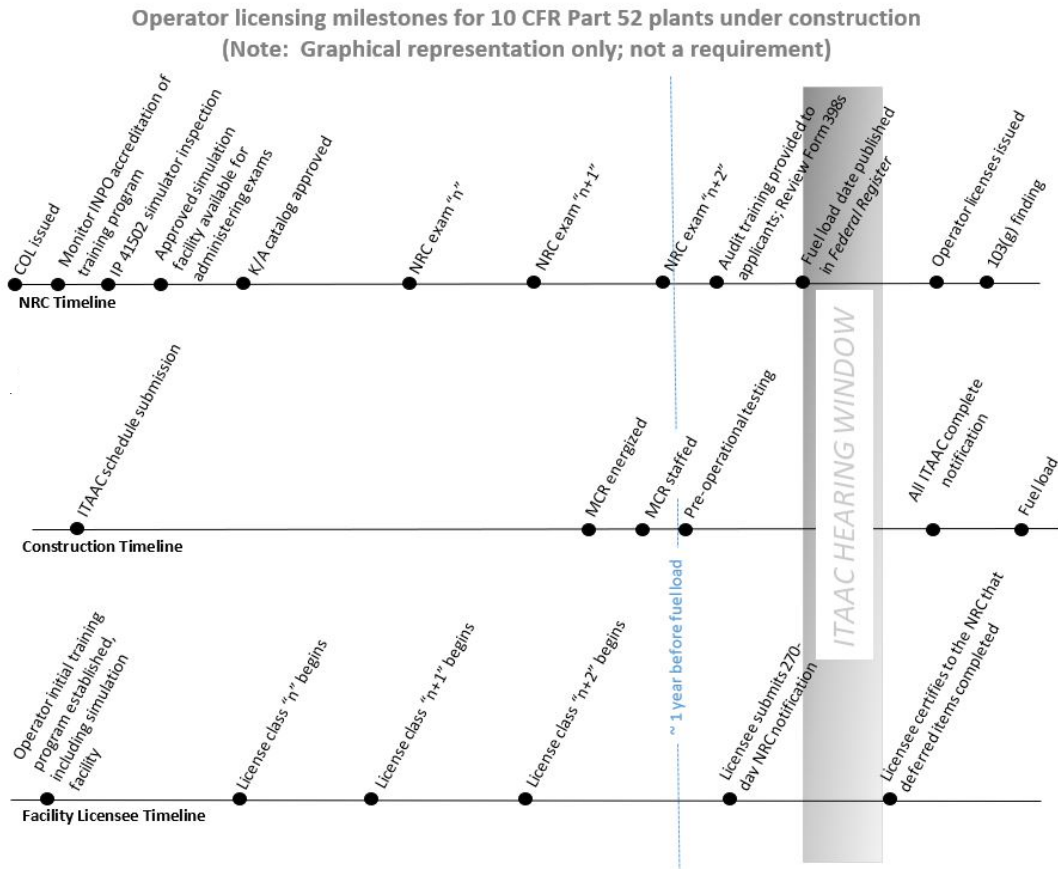 Operator licensing milestones for 10 CFR Part 52 plants under construction
(Note: Graphical representation only; not a requirement)
COL issued
Monitor INPO accreditation of
training program
IP 41502 simulator inspection
Approved simulation
facility available for
administering exams
K/A catalog approved
NRC exam “n”
NRC exam “n+1”
NRC exam “n+2”
Audit training provided to
applicants; Review Form 398s
Fuel load date published
in Federal Register
Operator licenses issued
103(g) finding
NRC Timeline
ITAAC schedule submission
MCR energized
MCR staffed
Pre-operational testing
ITAAC HEARING WINDOW
All ITAAC complete
notification
Fuel load
Construction Timeline
~ 1 year before fuel load
Operator initial training
program established,
including simulation
facility
License class “n” begins
License class “n+1” begins
License class “n+2” begins
Licensee submits 270-
day NRC notification
Licensee certifies to the NRC that
deferred items completed
Facility Licensee Timeline